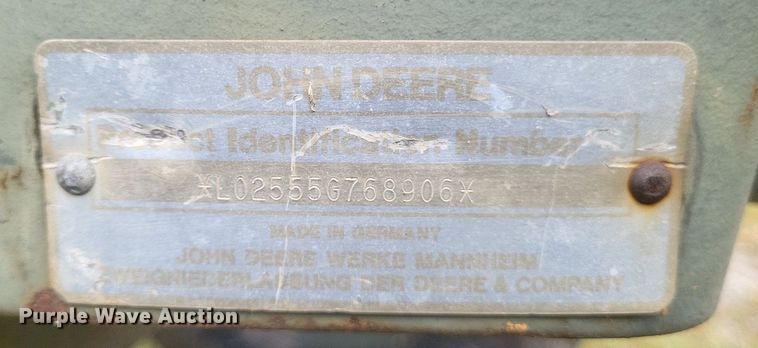 JOHN DEERE
Product Identification Number
*L02555G768906*
MADE IN GERMANY
JOHN DEERE WERKE MANNHEIM
ZWEIGNIEDERLASSUNG DER DEERE & COMPANY
Purple Wave Auction